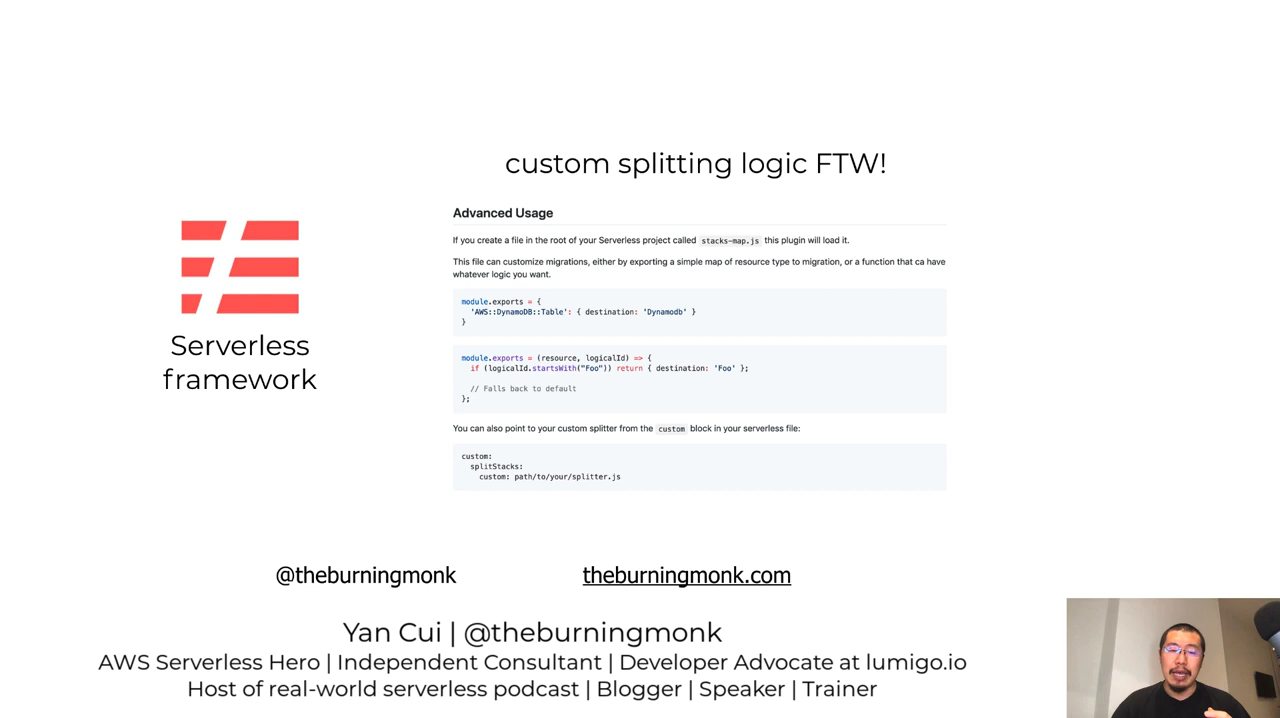 custom splitting logic FTW!
Serverless
framework
Advanced Usage
If you create a file in the root of your Serverless project called stacks-map.js this plugin will load it.
This file can customize migrations, either by exporting a simple map of resource type to migration, or a function that ca have
whatever logic you want.
module.exports = {
  'AWS::DynamoDB::Table': { destination: 'Dynamodb' }
}
module.exports = (resource, logicalId) => {
  if (logicalId.startsWith("Foo")) return { destination: 'Foo' };
  // Falls back to default
};
You can also point to your custom splitter from the custom block in your serverless file:
custom:
  splitStacks:
    custom: path/to/your/splitter.js
@theburningmonk
theburningmonk.com
Yan Cui | @theburningmonk
AWS Serverless Hero | Independent Consultant | Developer Advocate at lumigo.io
Host of real-world serverless podcast | Blogger | Speaker | Trainer